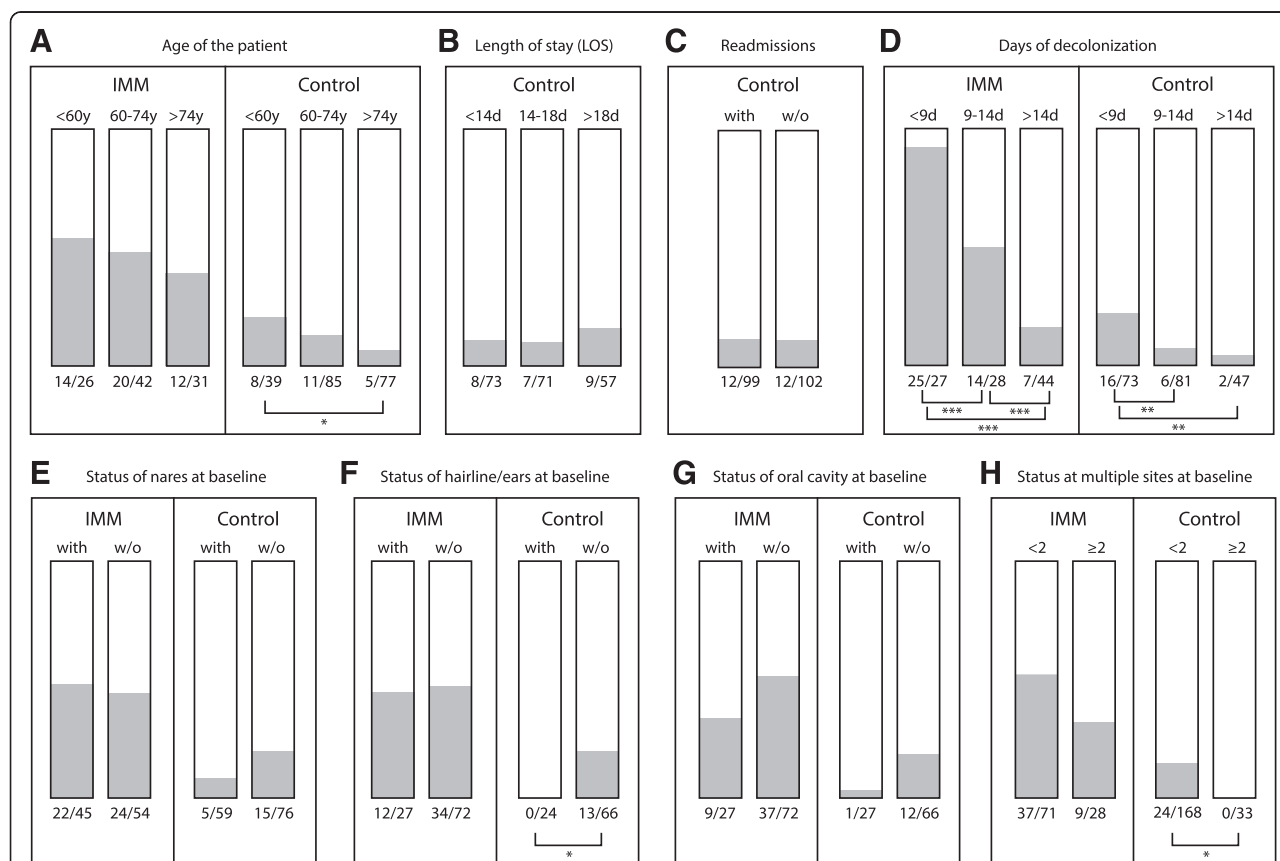 A Age of the patient B Length of stay (LOS) C Readmissions D Days of decolonization
IMM Control Control Control IMM Control
<60y 60-74y >74y <60y 60-74y >74y <14d 14-18d >18d with w/o <9d 9-14d >14d <9d 9-14d >14d
14/26 20/42 12/31 8/39 11/85 5/77 8/73 7/71 9/57 12/99 12/102 25/27 14/28 7/44 16/73 6/81 2/47
*** *** **
* *** **
E Status of nares at baseline F Status of hairline/ears at baseline G Status of oral cavity at baseline H Status at multiple sites at baseline
IMM Control IMM Control IMM Control IMM Control
with w/o with w/o with w/o with w/o with w/o with w/o <2 ≥2 <2 ≥2
22/45 24/54 5/59 15/76 12/27 34/72 0/24 13/66 9/27 37/72 1/27 12/66 37/71 9/28 24/168 0/33
* *